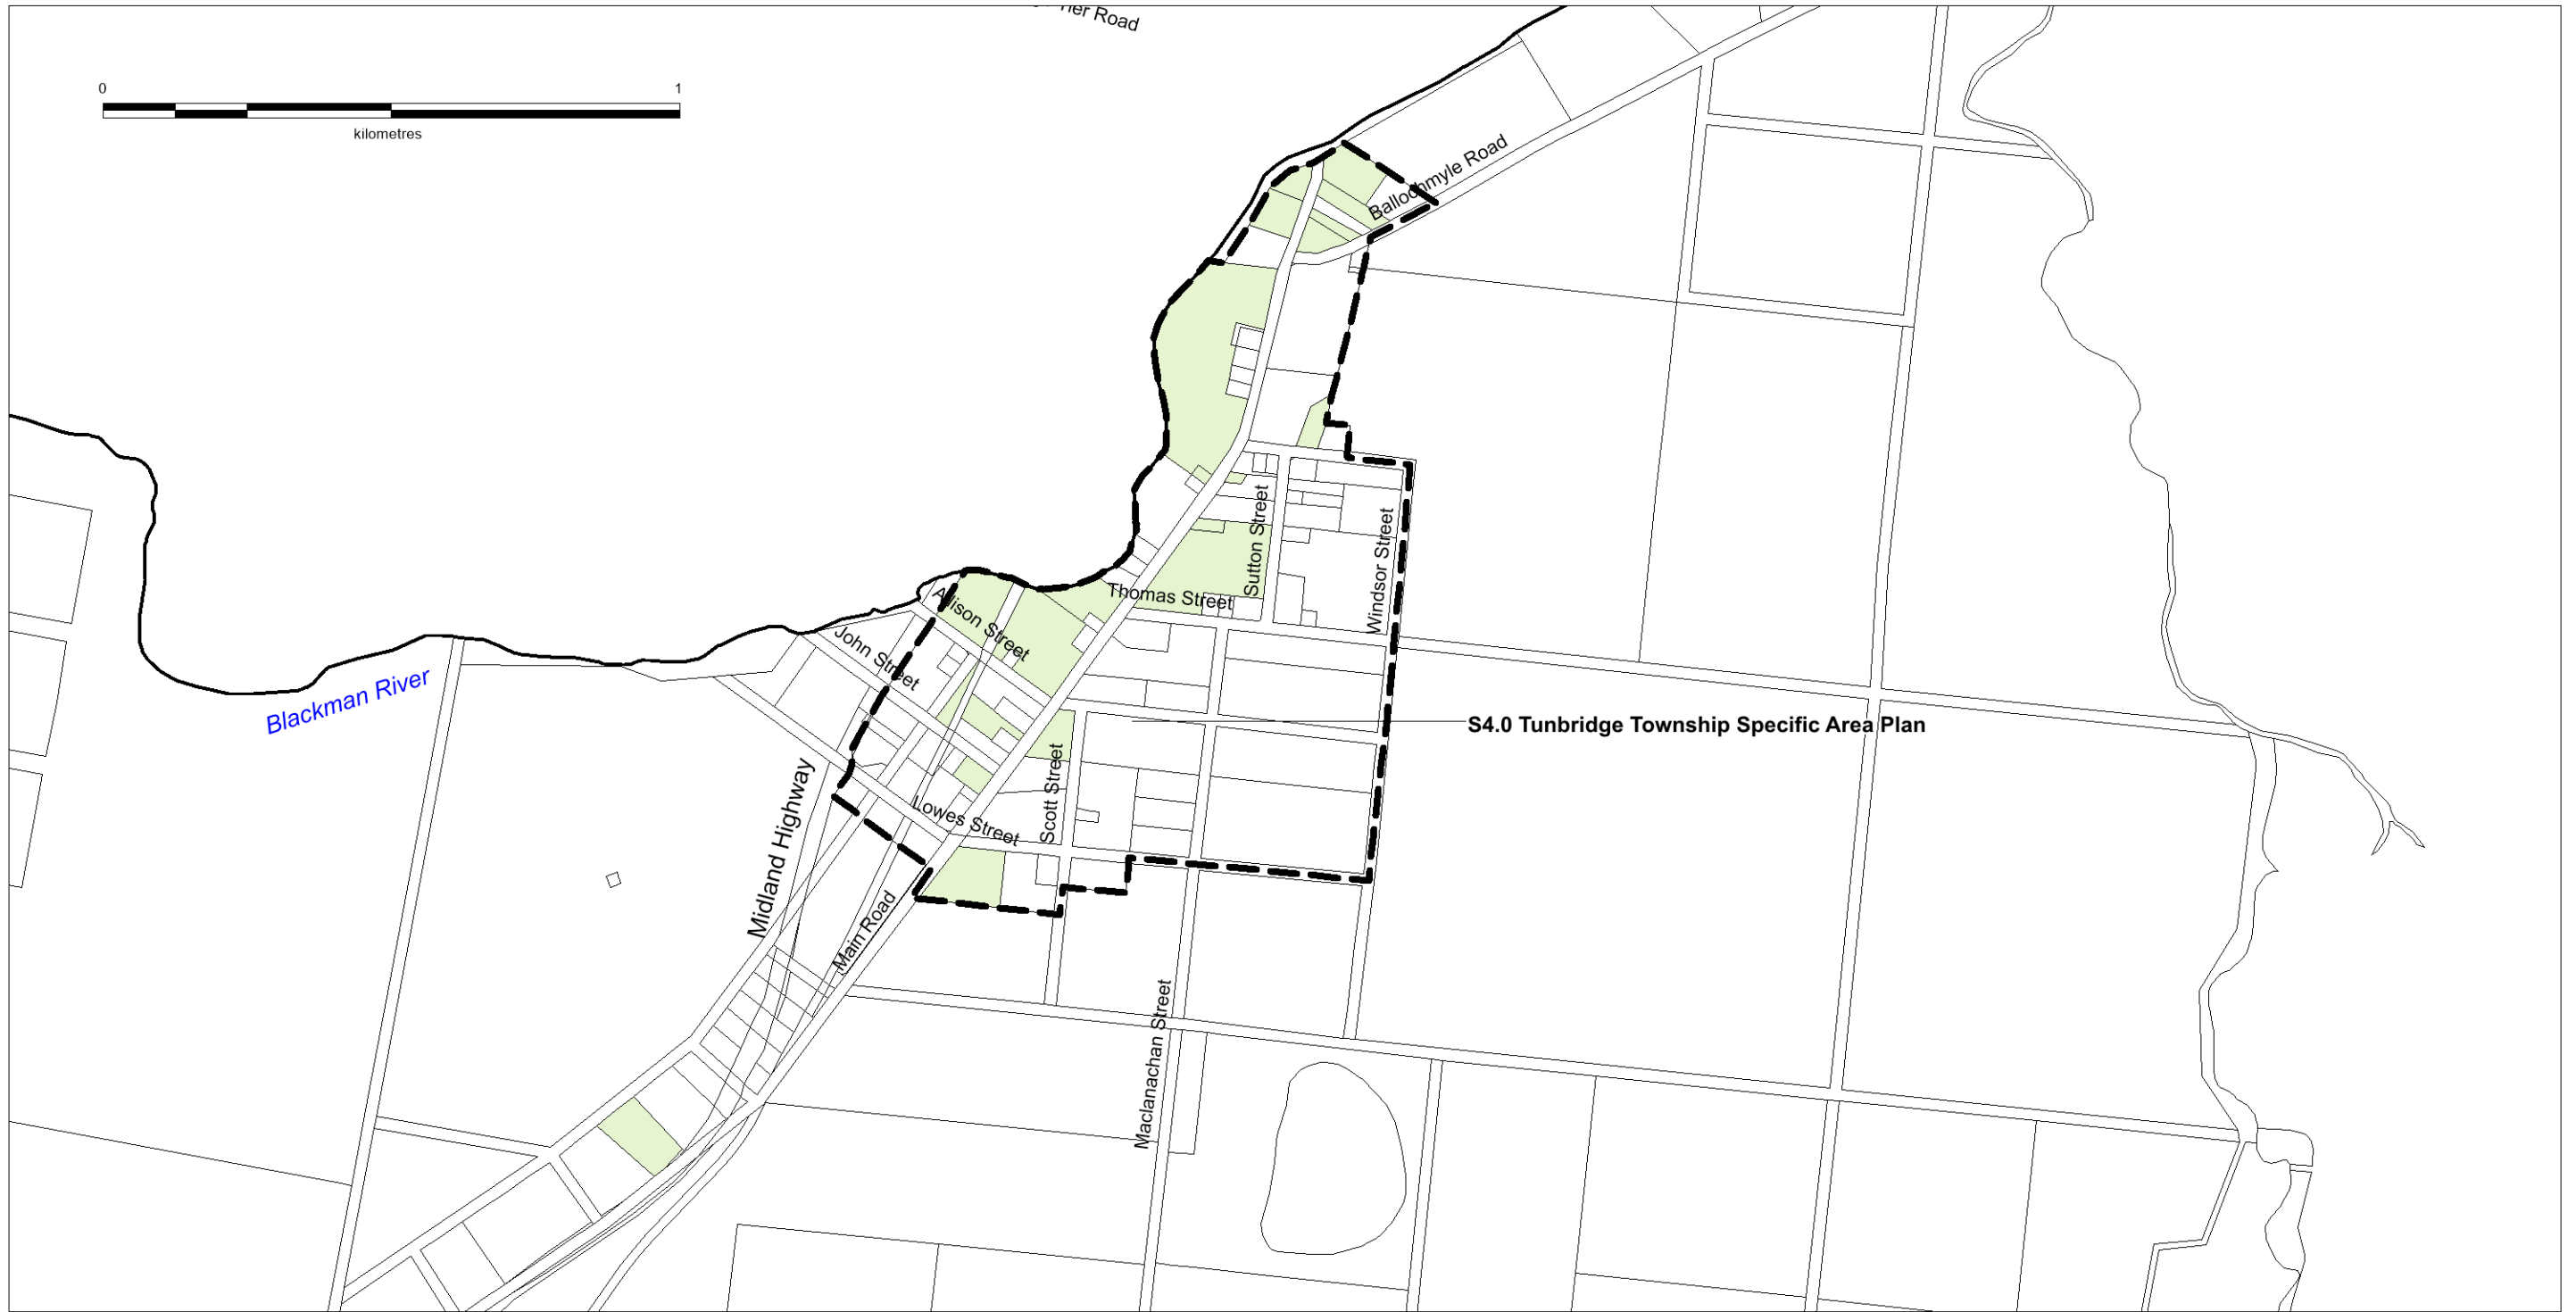 Road
0
1
kilometres
Ballochmyle Road
Sutton Street
Windsor Street
Thomas Street
Allison Street
John Street
Blackman River
S4.0 Tunbridge Township Specific Area Plan
Scott Street
Lowes Street
Midland Highway
Main Road
Maclanachan Street